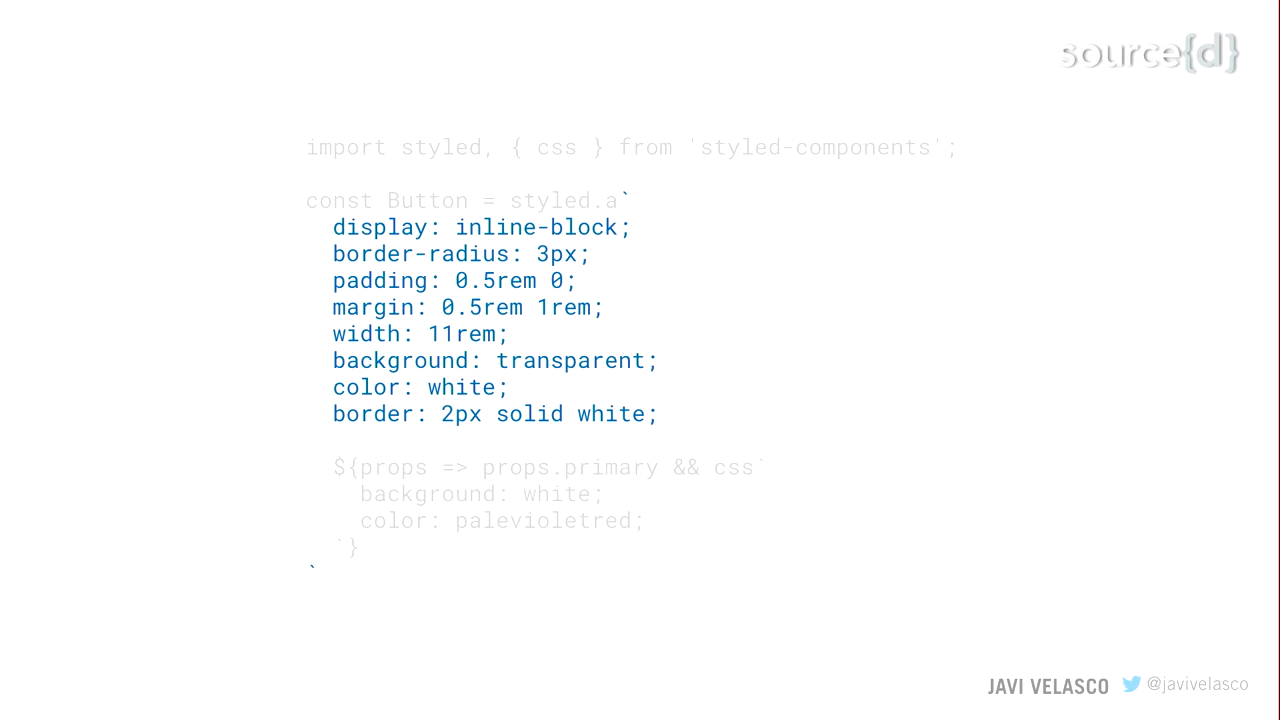 source{d}
import styled, { css } from 'styled-components';
const Button = styled.a`
display: inline-block;
border-radius: 3px;
padding: 0.5rem 0;
margin: 0.5rem 1rem;
width: 11rem;
background: transparent;
color: white;
border: 2px solid white;
${props => props.primary && css`
background: white;
color: palevioletred;
`}
`
JAVI VELASCO @javivelasco